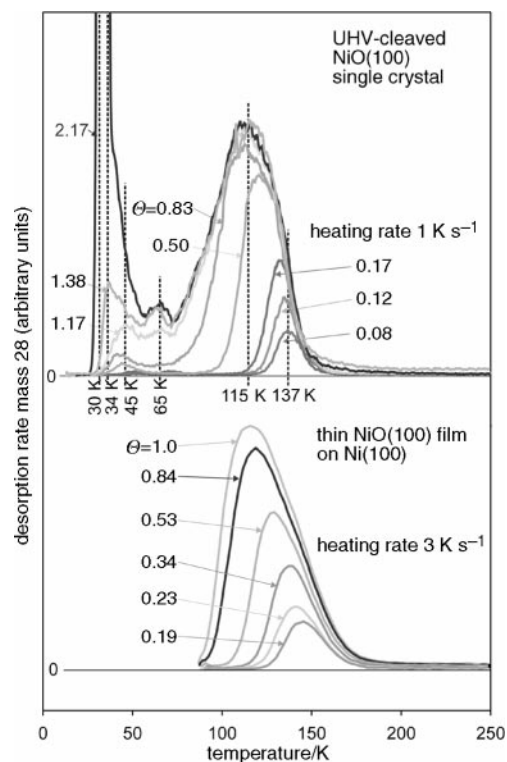 UHV-cleaved
NiO(100)
single crystal
2.17
Θ=0.83
0.50
heating rate 1 K s⁻¹
0.17
0.12
0.08
1.38
1.17
0
30 K
34 K
45 K
65 K
115 K
137 K
desorption rate mass 28 (arbitrary units)
Θ=1.0
thin NiO(100) film
on Ni(100)
0.84
0.53
heating rate 3 K s⁻¹
0.34
0.23
0.19
0
0 50 100 150 200 250
temperature/K